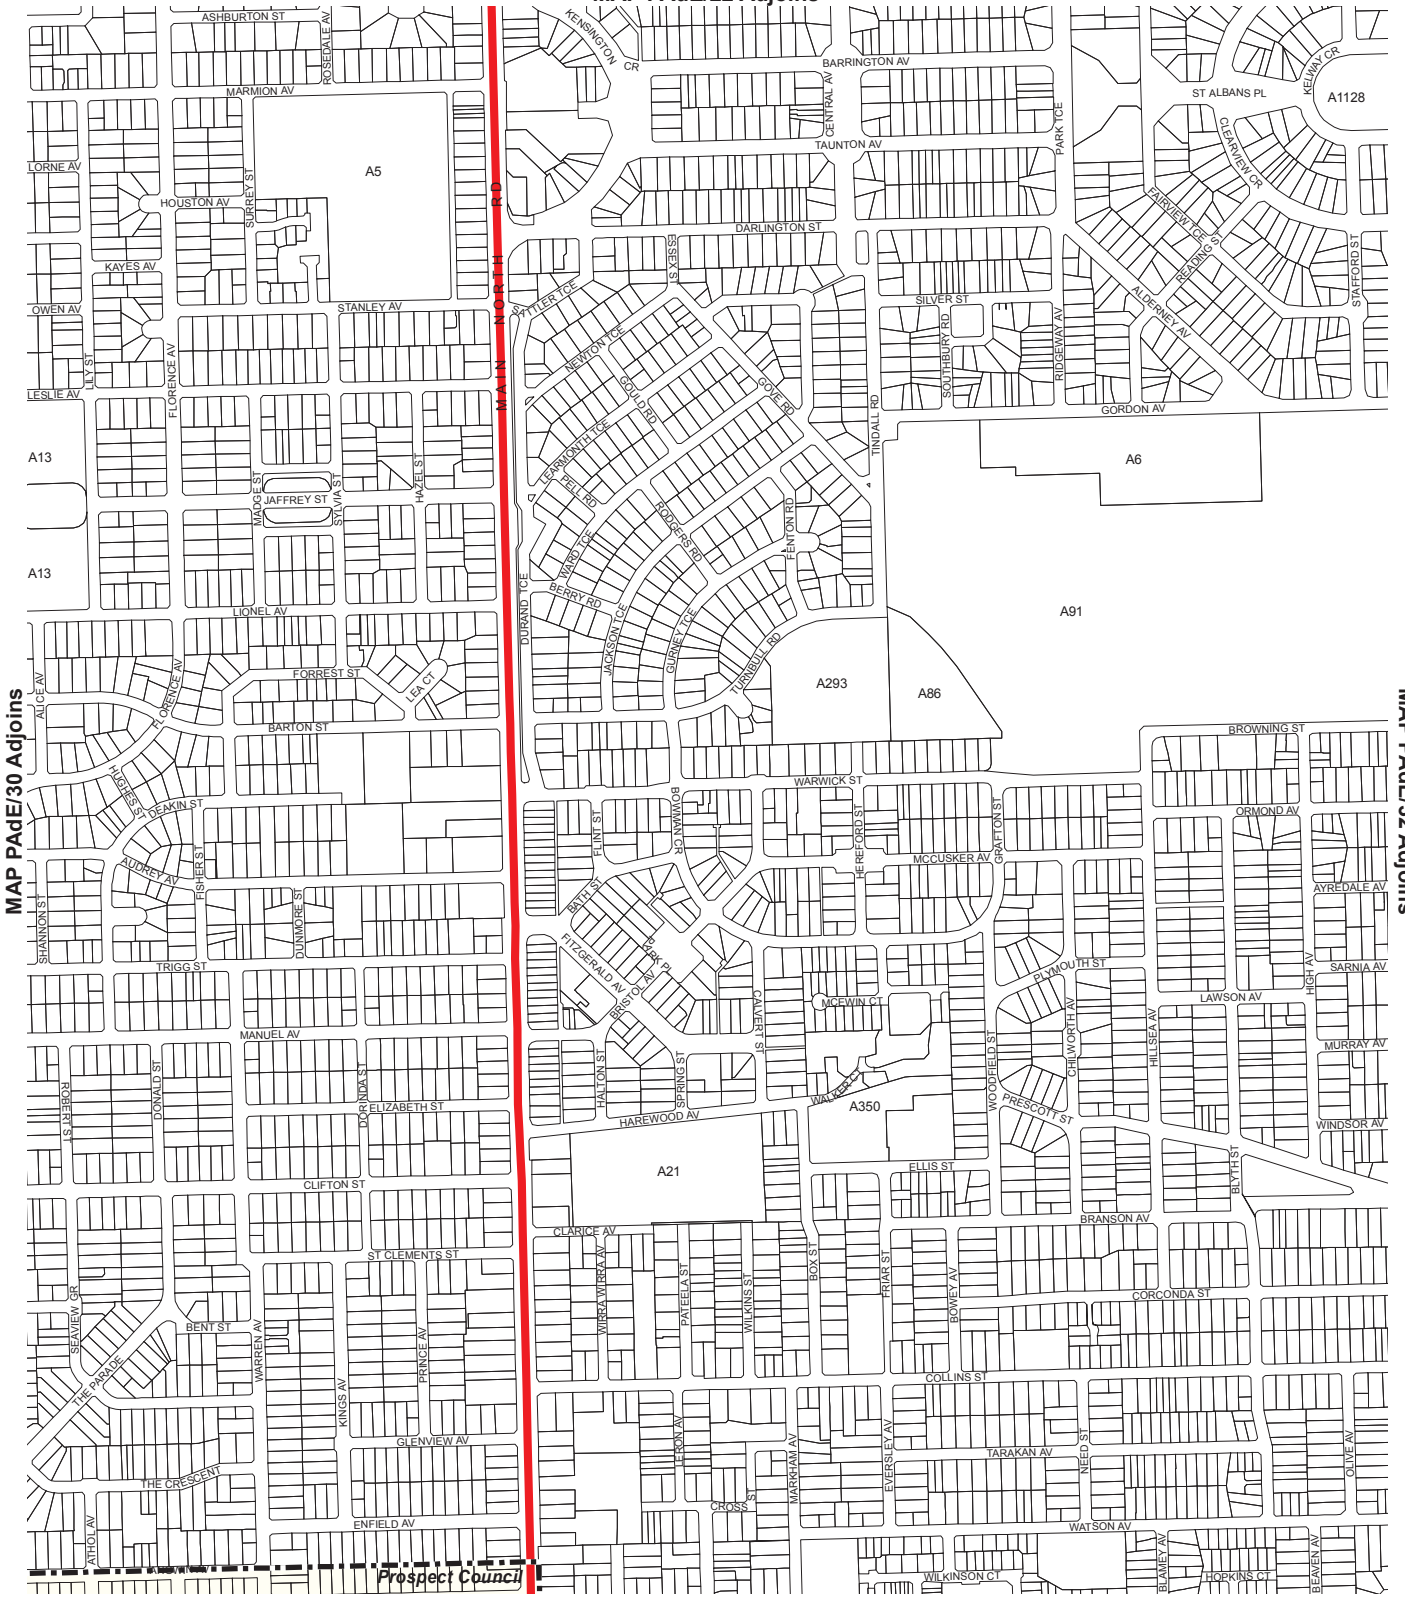 ASHBURTON ST
ROSEDALE AV
KENSINGTON
CR
BARRINGTON AV
CENTRAL AV
KELWAY CR
MARMION AV
ST ALBANS PL
A1128
PARK TCE
CLEARVIEW CR
TAUNTON AV
LORNE AV
A5
SURREY ST
HOUSTON AV
MAIN NORTH RD
FAIRVIEW TCE
DARLINGTON ST
ESSEX ST
READING ST
STAFFORD ST
KAYES AV
OWEN AV
STANLEY AV
SATTLER TCE
SILVER ST
ALDERNEY AV
NEWTON TCE
SOUTHBURY RD
RIDGEWAY AV
LILY ST
FLORENCE AV
LESLIE AV
GOULD RD
GOVE RD
TINDALL RD
GORDON AV
LEARMONTH TCE
A13
A6
HAZEL ST
MADGE ST
SYLVIA ST
JAFFREY ST
PELL RD
RODGERS RD
FENTON RD
WARD TCE
A13
BERRY RD
DURAND TCE
LIONEL AV
JACKSON TCE
GURNEY TCE
TURNBULL RD
A91
ALICE AV
FLORENCE AV
FORREST ST
LEA CT
A293
A86
BARTON ST
BROWNING ST
MAP PAdE/30 Adjoins
HUGHES ST
DEAKIN ST
WARWICK ST
FLINT ST
BOWMAN CR
HEREFORD ST
GRAFTON ST
ORMOND AV
MCCUSKER AV
AUDREY AV
FISHER ST
BATH ST
AYREDALE AV
SHANNON ST
DUNMORE ST
FITZGERALD AV
PARK PL
BRISTOL AV
TRIGG ST
PLYMOUTH ST
HIGH AV
SARNIA AV
LAWSON AV
MCEWIN CT
CALVERT ST
MANUEL AV
WOODFIELD ST
CHILWORTH AV
HILLSEA AV
MURRAY AV
ROBERT ST
DONALD ST
DORINDA ST
HALTON ST
SPRING ST
WALKER CT
A350
ELIZABETH ST
HAREWOOD AV
PRESCOTT ST
WINDSOR AV
A21
ELLIS ST
BLYTH ST
CLIFTON ST
BRANSON AV
CLARICE AV
ST CLEMENTS ST
BOX ST
FRIAR ST
BOWEY AV
WIRRA WIRRA AV
PATEELA ST
WILKINS ST
CORCONDA ST
SEAVIEW GR
BENT ST
WARREN AV
PRINCE AV
THE PARADE
KINGS AV
COLLINS ST
GLENVIEW AV
LERON AV
MARKHAM AV
EVERSLEY AV
TARAKAN AV
NEED ST
OLIVE AV
THE CRESCENT
CROSS ST
ENFIELD AV
WATSON AV
ATHOL AV
BLAMEY AV
BEAVEN AV
Prospect Council
WILKINSON CT
HOPKINS CT